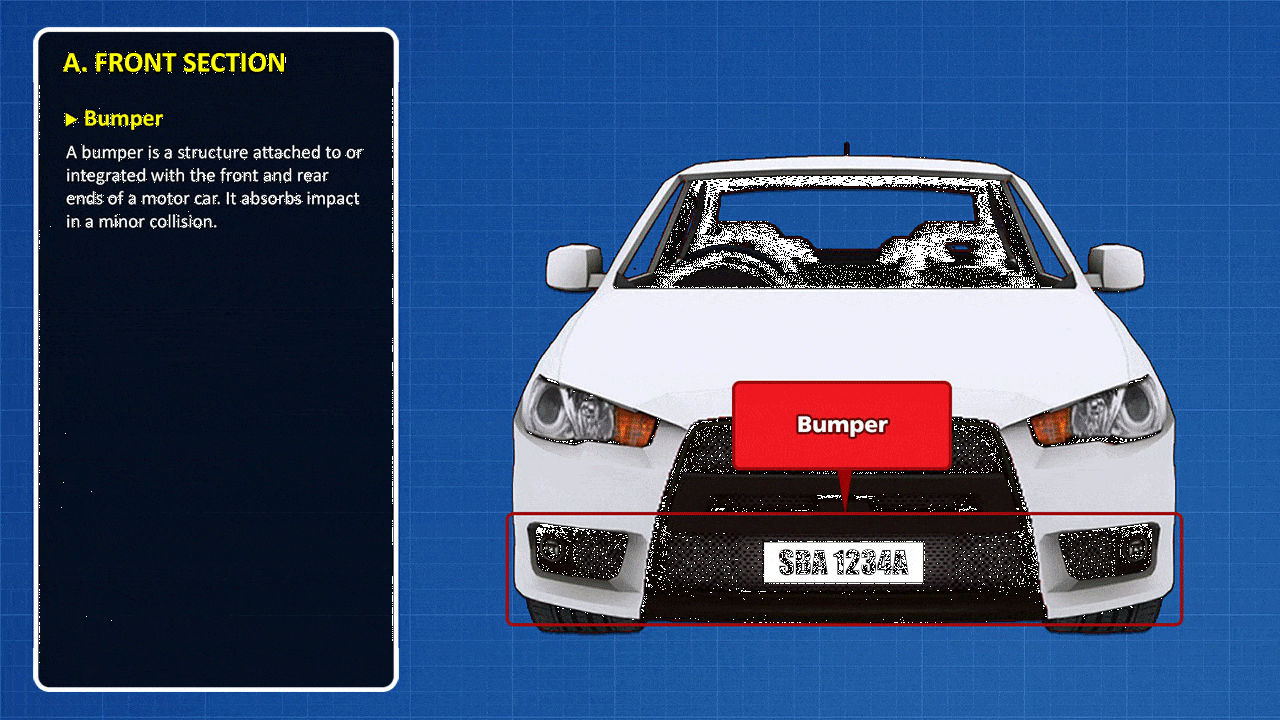 A. FRONT SECTION
► Bumper
A bumper is a structure attached to or
integrated with the front and rear
ends of a motor car. It absorbs impact
in a minor collision.
Bumper
SBA 1234A